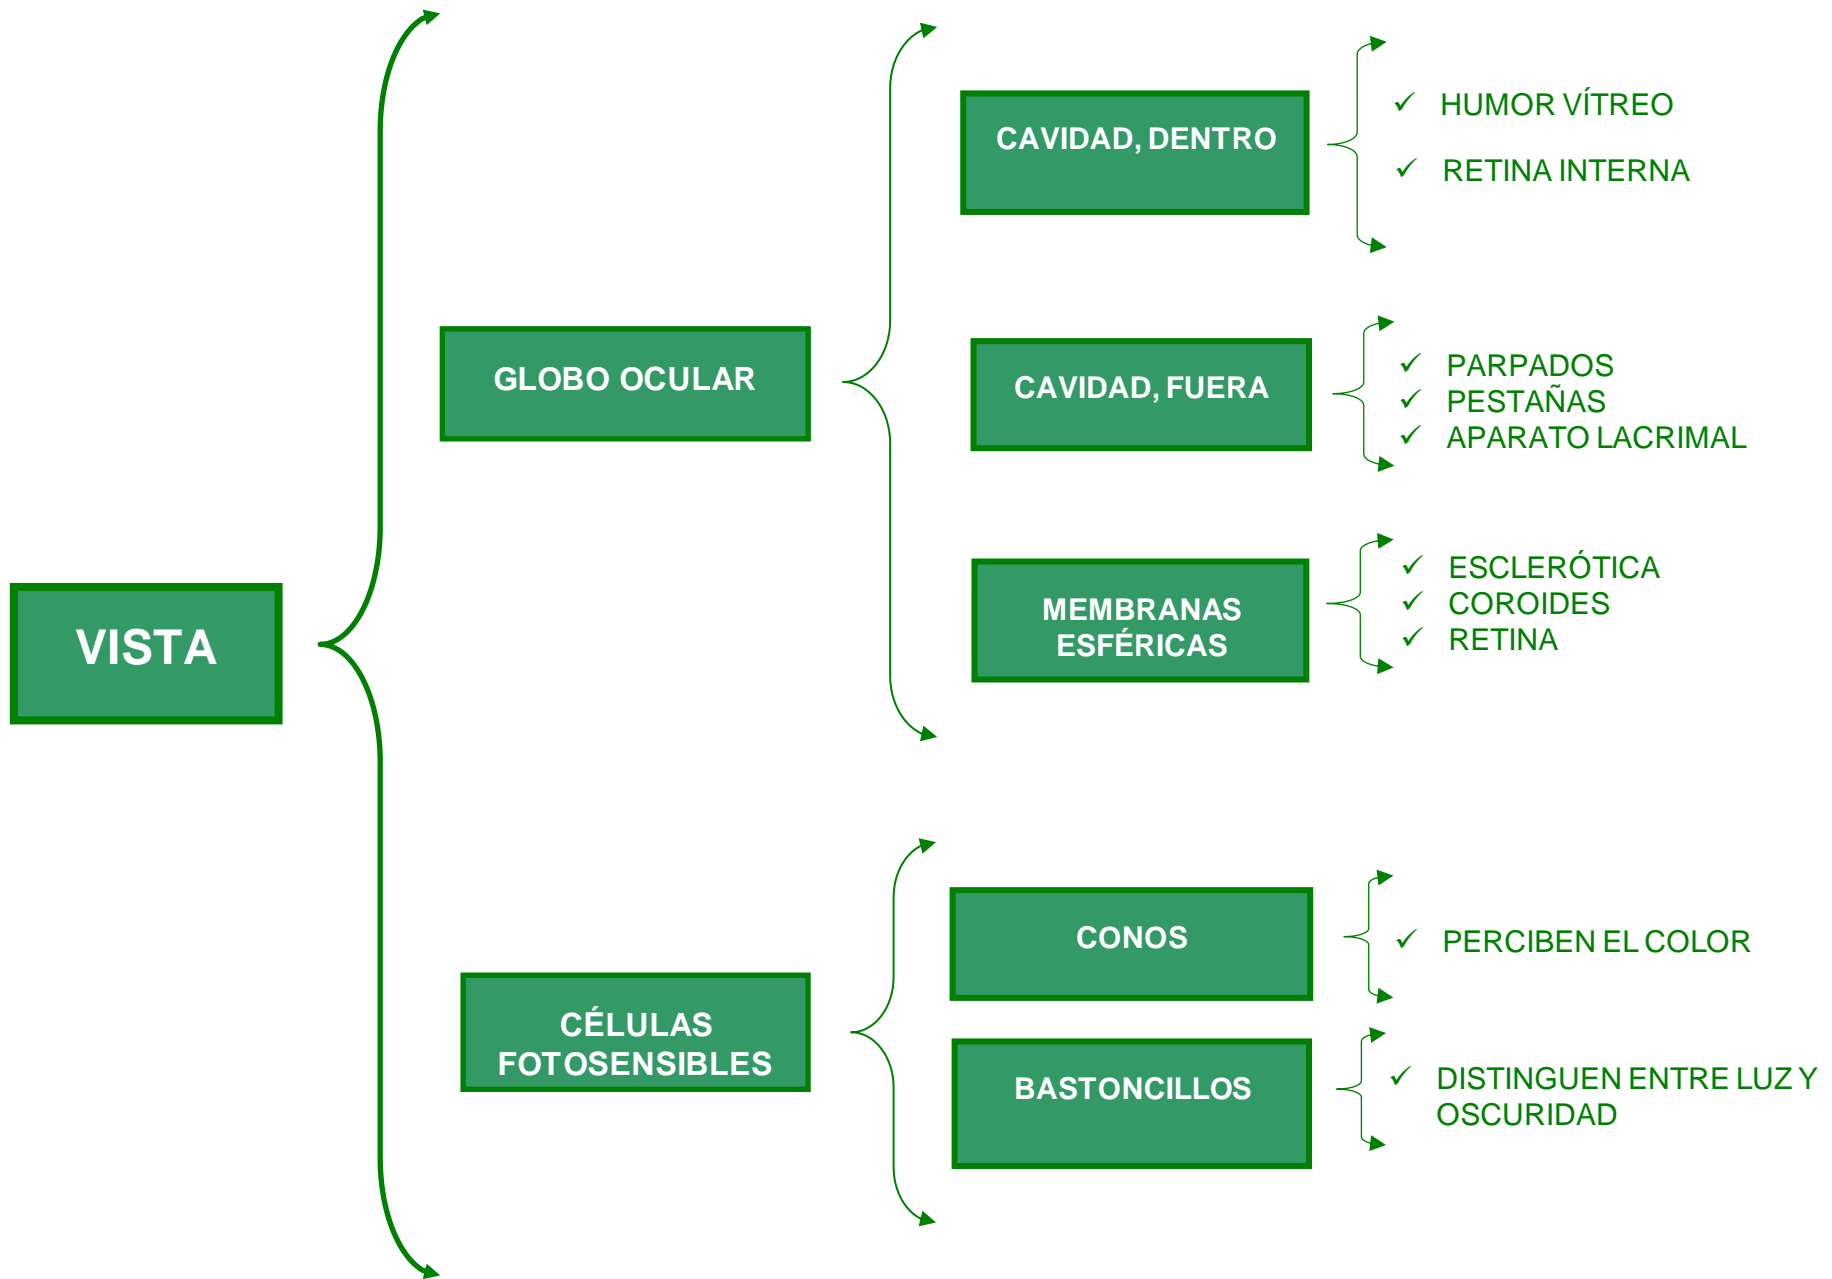 VISTA
GLOBO OCULAR
CAVIDAD, DENTRO
✓ HUMOR VÍTREO
✓ RETINA INTERNA
CAVIDAD, FUERA
✓ PARPADOS
✓ PESTAÑAS
✓ APARATO LACRIMAL
MEMBRANAS
ESFÉRICAS
✓ ESCLERÓTICA
✓ COROIDES
✓ RETINA
CÉLULAS
FOTOSENSIBLES
CONOS
✓ PERCIBEN EL COLOR
BASTONCILLOS
✓ DISTINGUEN ENTRE LUZ Y
OSCURIDAD